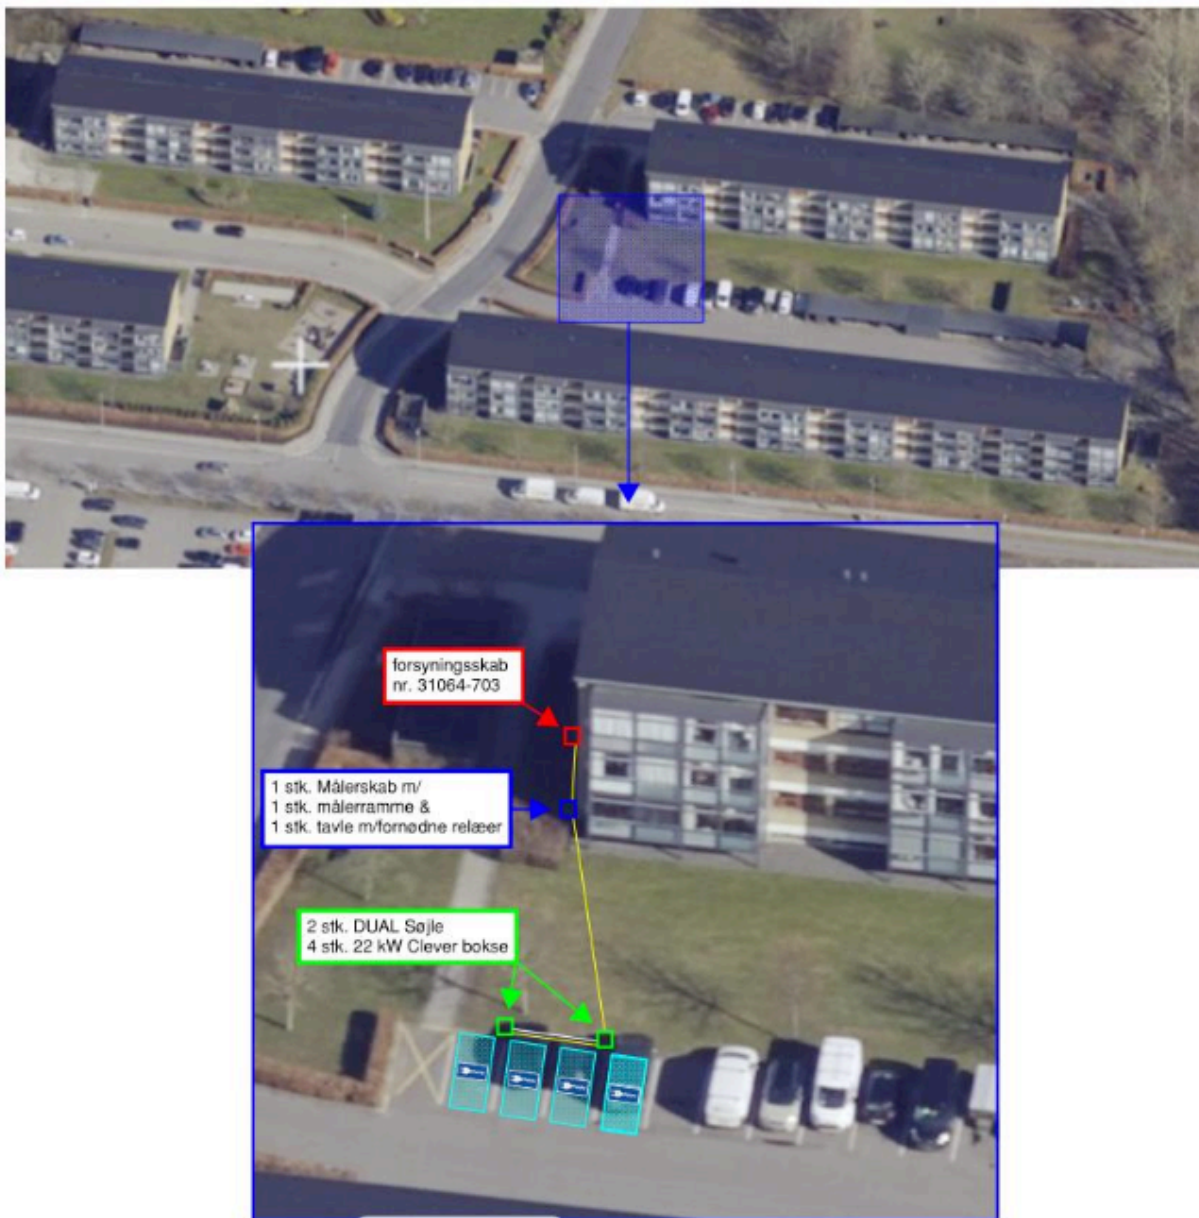 forsyningsskab
nr. 31064-703
1 stk. Målerskab m/
1 stk. målerramme &
1 stk. tavle m/fornødne relæer
2 stk. DUAL Søjle
4 stk. 22 kW Clever bokse